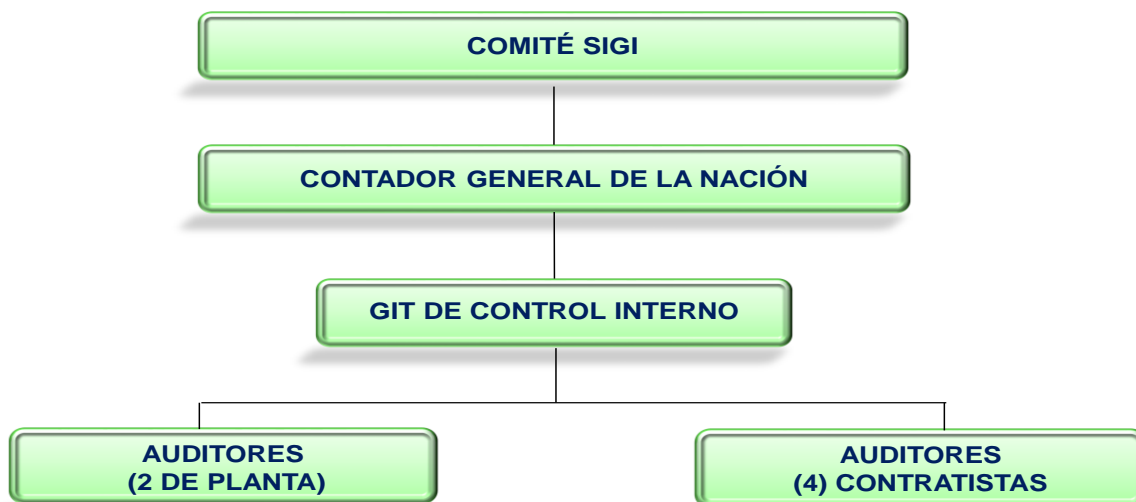 COMITÉ SIGI
CONTADOR GENERAL DE LA NACIÓN
GIT DE CONTROL INTERNO
AUDITORES
(2 DE PLANTA)
AUDITORES
(4) CONTRATISTAS